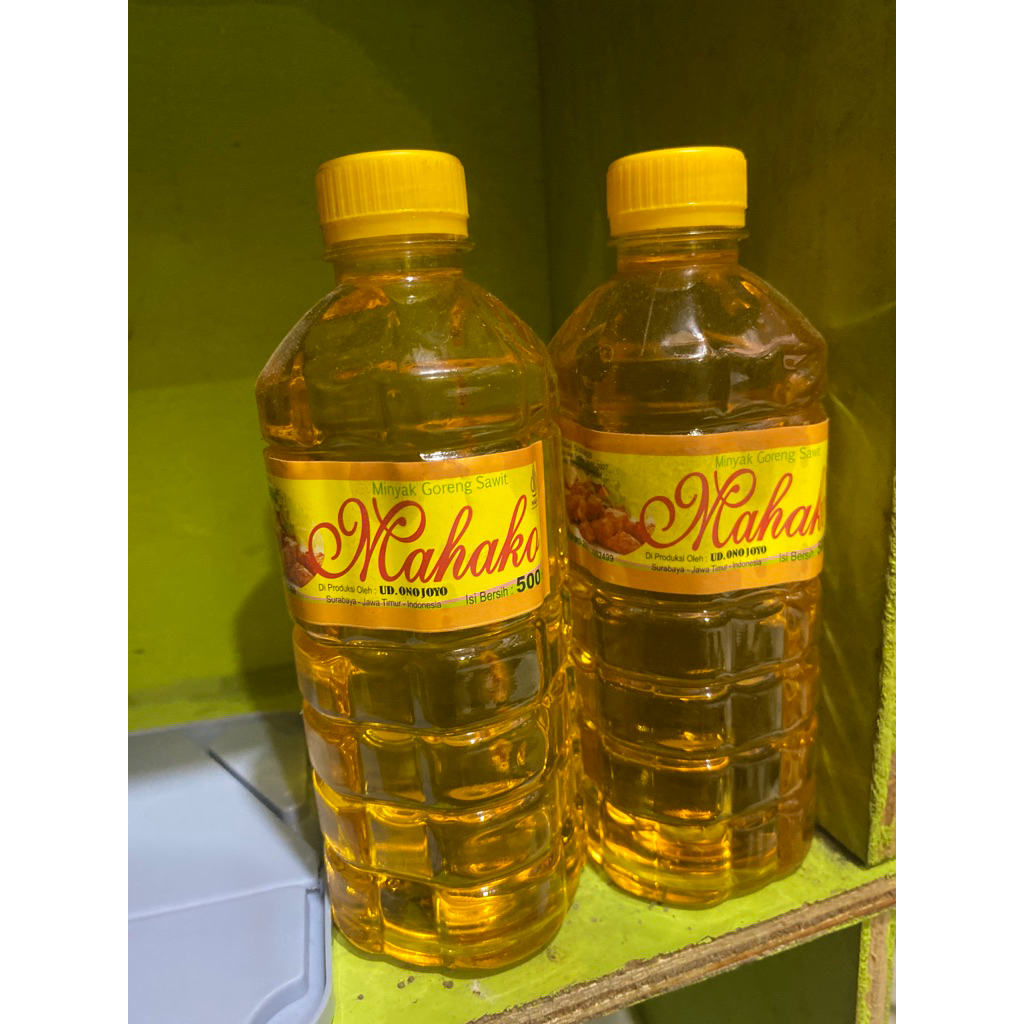 Minyak Goreng Sawit
Mahako
Di Produksi Oleh : UD. ONO JOYO
Surabaya - Jawa Timur - Indonesia
Isi Bersih : 500
Minyak Goreng Sawit
Mahak
Di Produksi Oleh : UD. ONO JOYO
Surabaya - Jawa Timur - Indonesia
Isi Bersih :